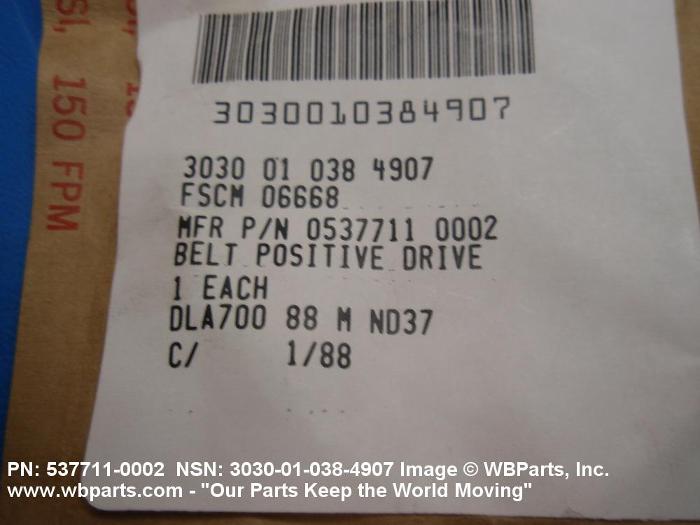 SI, 150 FPM
3030010384907
3030 01 038 4907
FSCM 06668
MFR P/N 0537711 0002
BELT POSITIVE DRIVE
1 EACH
DLA700 88 M ND37
C/ 1/88
PN: 537711-0002 NSN: 3030-01-038-4907 Image © WBParts, Inc.
www.wbparts.com - "Our Parts Keep the World Moving"